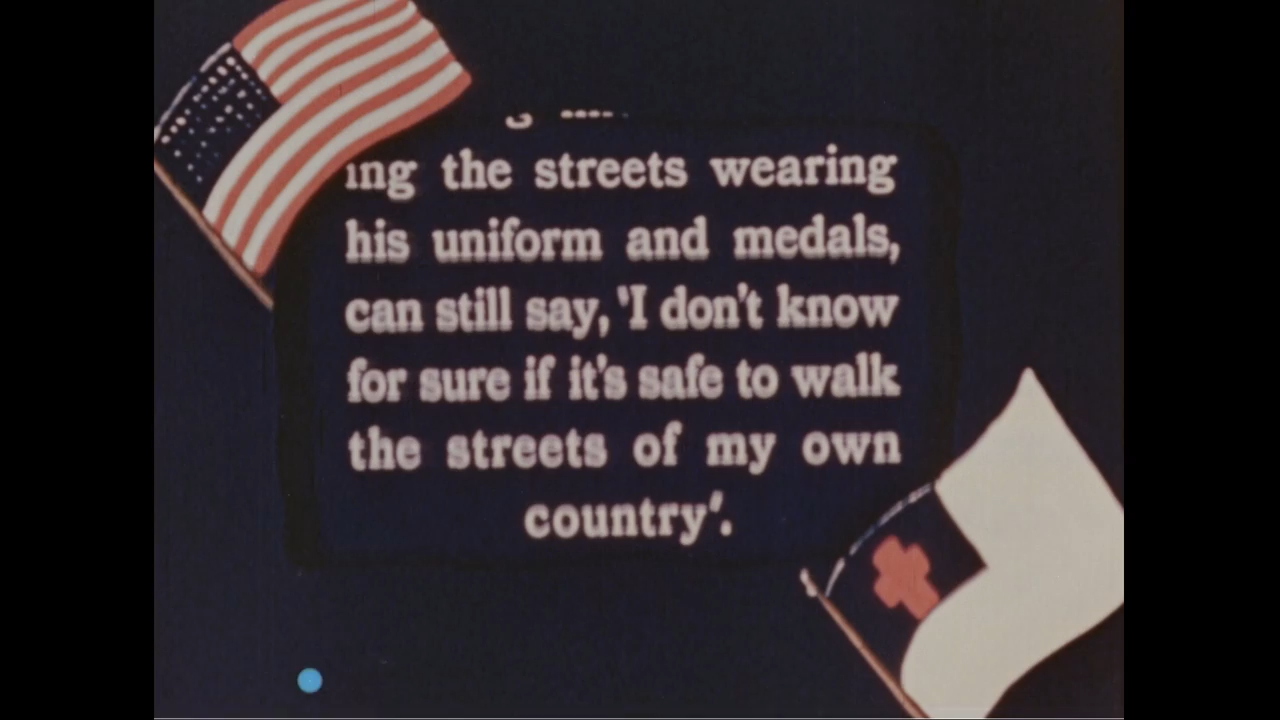 ing the streets wearing
his uniform and medals,
can still say, 'I don't know
for sure if it's safe to walk
the streets of my own
country'.